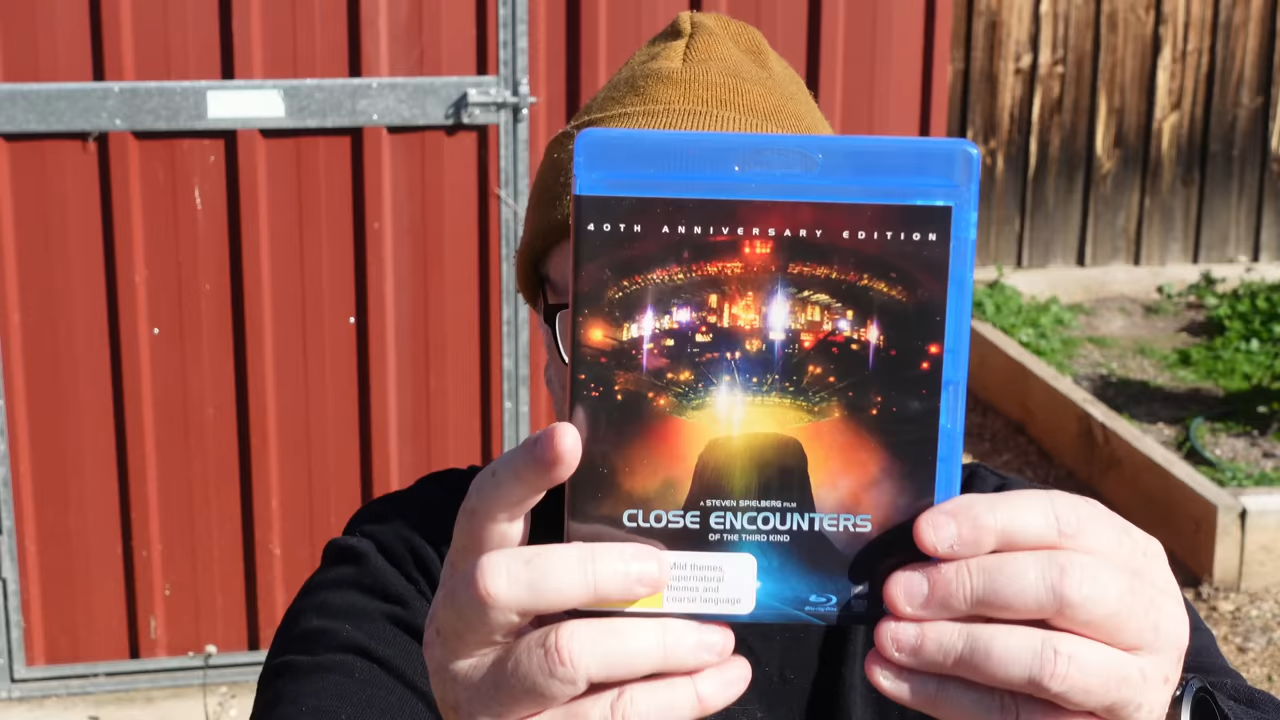 40TH ANNIVERSARY EDITION
A STEVEN SPIELBERG FILM
CLOSE ENCOUNTERS
OF THE THIRD KIND
Mild themes,
supernatural
themes and
coarse language